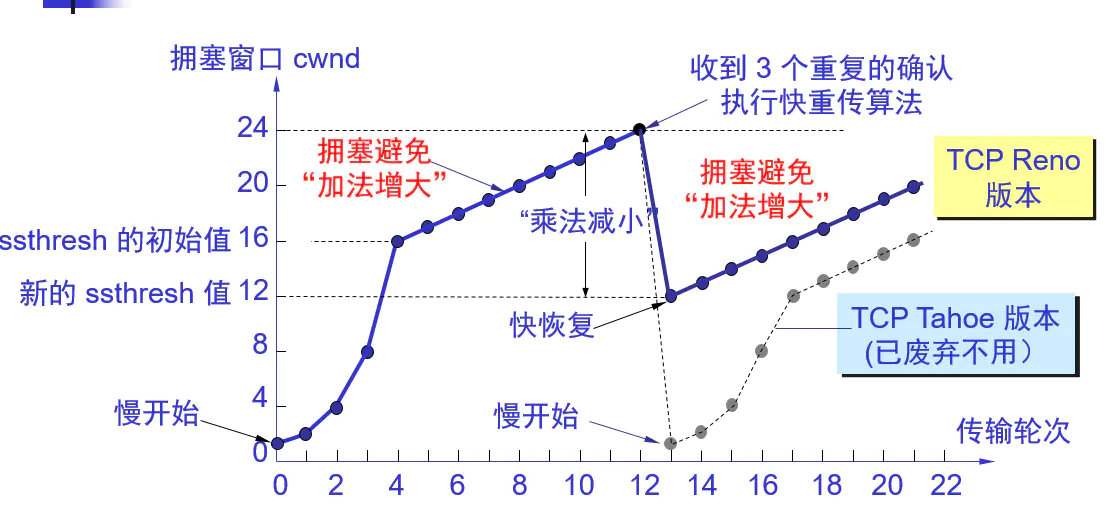 拥塞窗口 cwnd
收到 3 个重复的确认
执行快重传算法
24
拥塞避免
“加法增大”
拥塞避免
“加法增大”
TCP Reno
版本
20
“乘法减小”
ssthresh 的初始值 16
新的 ssthresh 值 12
快恢复
TCP Tahoe 版本
(已废弃不用）
8
4
慢开始
慢开始
传输轮次
0
0 2 4 6 8 10 12 14 16 18 20 22